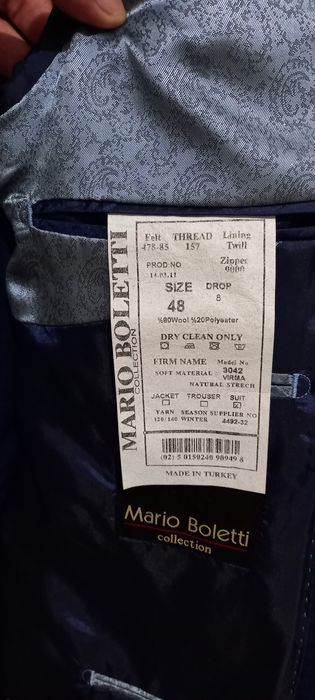 MARIO BOLETTI
COLLECTION
Felt THREAD Lining
478-85 157 Twill
PROD.NO Zipper
14.03.11 9000
SIZE DROP
48 8
%80Wool %20Polyester
DRY CLEAN ONLY
FIRM NAME Model No
SOFT MATERIAL 3042
VIRMA
NATURAL STRECH
JACKET TROUSER SUIT
YARN SEASON SUPPLIER NO
120/140 WINTER 4492-32
(02) 5 0150240 90949 8
MADE IN TURKEY
Mario Boletti
collection